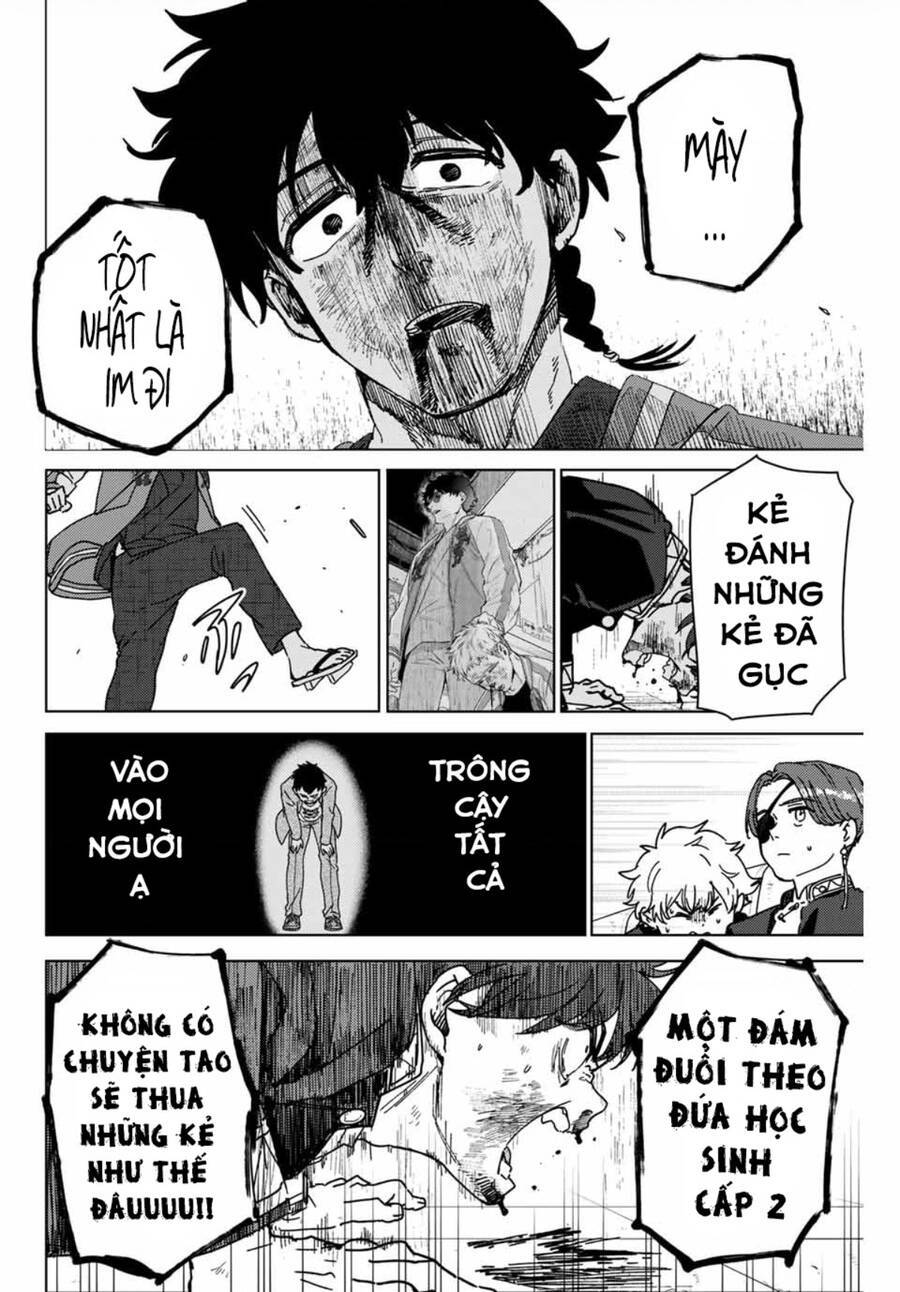 MÀY
...
TỐT
NHẤT LÀ
IM ĐI
KẺ
ĐÁNH
NHỮNG
KẺ ĐÃ
GỤC
TRÔNG
CẬY
TẤT
CẢ
VÀO
MỌI
NGƯỜI
Ạ
MỘT ĐÁM
ĐUỔI THEO
ĐỨA HỌC
SINH
CẤP 2
KHÔNG CÓ
CHUYỆN TAO
SẼ THUA
NHỮNG KẺ
NHƯ THẾ
ĐÂUUUUU!!